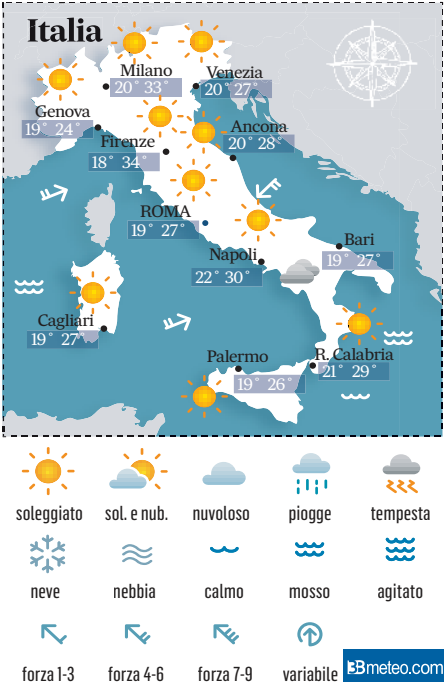 Italia
Milano
20° 33°
Venezia
20° 27°
Genova
19° 24°
Firenze
18° 34°
Ancona
20° 28°
ROMA
19° 27°
Napoli
22° 30°
Bari
19° 27°
Cagliari
19° 27°
Palermo
19° 26°
R. Calabria
21° 29°
soleggiato sol. e nub. nuvoloso piogge tempesta
neve nebbia calmo mosso agitato
forza 1-3 forza 4-6 forza 7-9 variabile
3Bmeteo.com